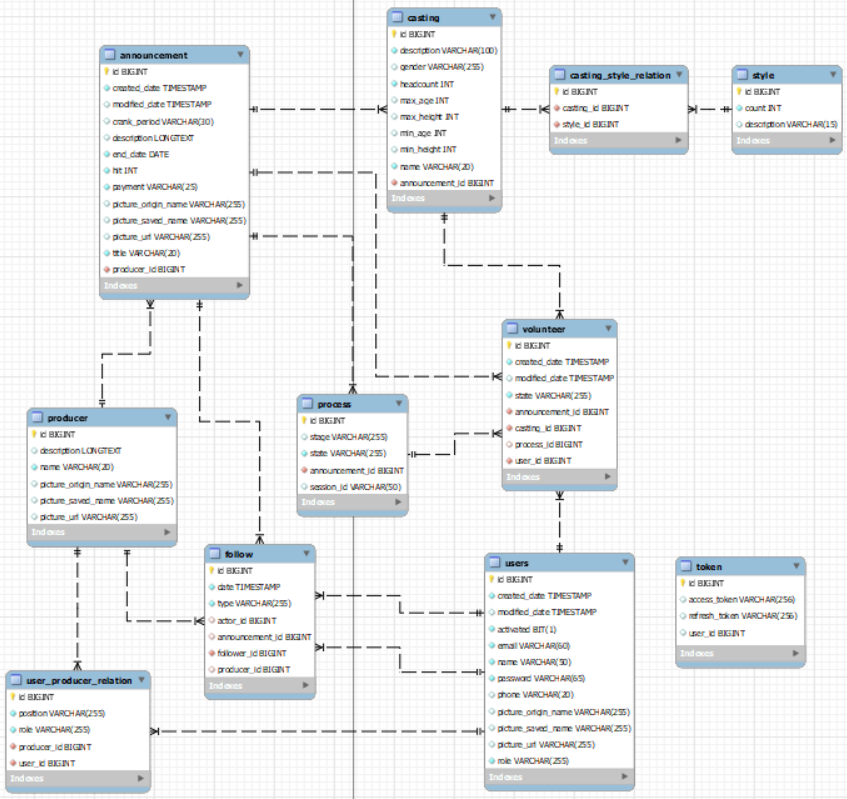 casting
id BIGINT
description VARCHAR(100)
gender VARCHAR(255)
headcount INT
max_age INT
max_height INT
min_age INT
min_height INT
name VARCHAR(20)
announcement_id BIGINT
Indexes
announcement
id BIGINT
created_date TIMESTAMP
modified_date TIMESTAMP
crank_period VARCHAR(30)
description LONGTEXT
end_date DATE
hit INT
payment VARCHAR(25)
picture_origin_name VARCHAR(255)
picture_saved_name VARCHAR(255)
picture_url VARCHAR(255)
title VARCHAR(20)
producer_id BIGINT
Indexes
casting_style_relation
id BIGINT
casting_id BIGINT
style_id BIGINT
Indexes
style
id BIGINT
count INT
description VARCHAR(15)
Indexes
volunteer
id BIGINT
created_date TIMESTAMP
modified_date TIMESTAMP
state VARCHAR(255)
announcement_id BIGINT
casting_id BIGINT
process_id BIGINT
user_id BIGINT
Indexes
process
id BIGINT
stage VARCHAR(255)
state VARCHAR(255)
announcement_id BIGINT
session_id VARCHAR(50)
Indexes
producer
id BIGINT
description LONGTEXT
name VARCHAR(20)
picture_origin_name VARCHAR(255)
picture_saved_name VARCHAR(255)
picture_url VARCHAR(255)
Indexes
follow
id BIGINT
date TIMESTAMP
type VARCHAR(255)
actor_id BIGINT
announcement_id BIGINT
follower_id BIGINT
producer_id BIGINT
Indexes
users
id BIGINT
created_date TIMESTAMP
modified_date TIMESTAMP
activated BIT(1)
email VARCHAR(60)
name VARCHAR(50)
password VARCHAR(65)
phone VARCHAR(20)
picture_origin_name VARCHAR(255)
picture_saved_name VARCHAR(255)
picture_url VARCHAR(255)
role VARCHAR(255)
Indexes
token
id BIGINT
access_token VARCHAR(256)
refresh_token VARCHAR(256)
user_id BIGINT
Indexes
user_producer_relation
id BIGINT
position VARCHAR(255)
role VARCHAR(255)
producer_id BIGINT
user_id BIGINT
Indexes